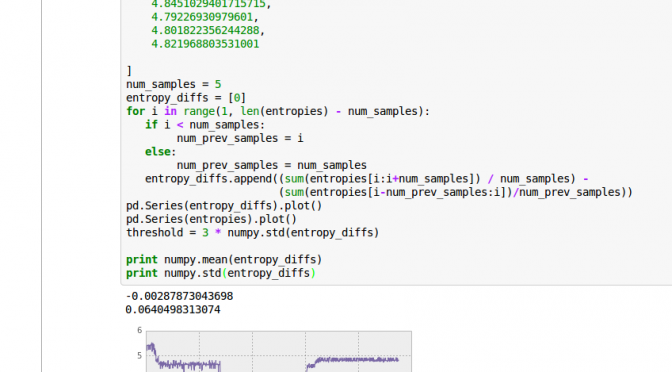 4.8451029401715715,
4.79226930979601,
4.801822356244288,
4.821968803531001
]
num_samples = 5
entropy_diffs = [0]
for i in range(1, len(entropies) - num_samples):
if i < num_samples:
num_prev_samples = i
else:
num_prev_samples = num_samples
entropy_diffs.append((sum(entropies[i:i+num_samples]) / num_samples) -
(sum(entropies[i-num_prev_samples:i])/num_prev_samples))
pd.Series(entropy_diffs).plot()
pd.Series(entropies).plot()
threshold = 3 * numpy.std(entropy_diffs)
print numpy.mean(entropy_diffs)
print numpy.std(entropy_diffs)
-0.00287873043698
0.0640498313074
6
5